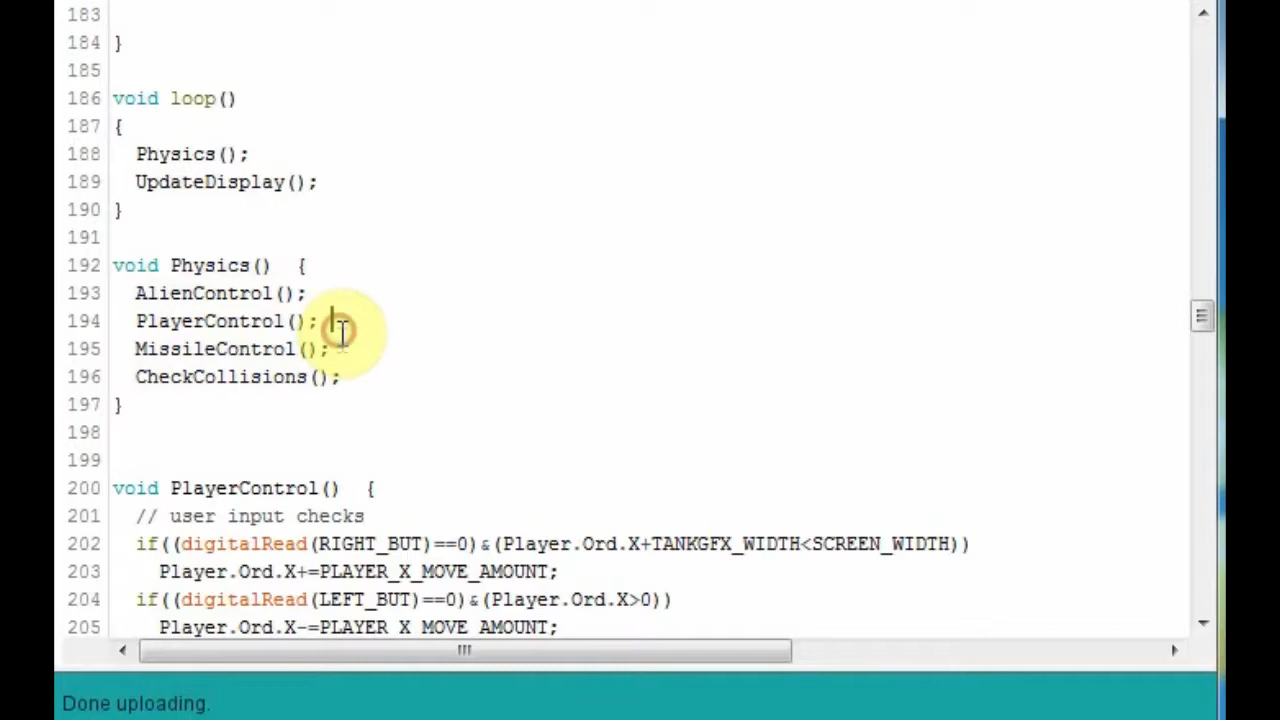 183
184 }
185
186 void loop()
187 {
188 Physics();
189 UpdateDisplay();
190 }
191
192 void Physics() {
193 AlienControl();
194 PlayerControl();
195 MissileControl();
196 CheckCollisions();
197 }
198
199
200 void PlayerControl() {
201 // user input checks
202 if((digitalRead(RIGHT_BUT)==0)&(Player.Ord.X+TANKGFX_WIDTH<SCREEN_WIDTH))
203 Player.Ord.X+=PLAYER_X_MOVE_AMOUNT;
204 if((digitalRead(LEFT_BUT)==0)&(Player.Ord.X>0))
205 Player.Ord.X-=PLAYER_X_MOVE_AMOUNT;
Done uploading.